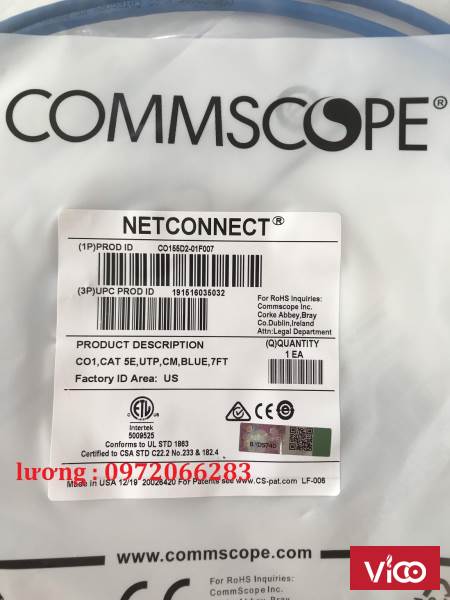 COMMSCOPE®
NETCONNECT®
(1P)PROD ID CO155D2-01F007
(3P)UPC PROD ID 191516035032
For RoHS Inquiries:
Commscope Inc.
Corke Abbey,Bray
Co.Dublin,Ireland
Attn:Legal Department
PRODUCT DESCRIPTION
(Q)QUANTITY
1 EA
CO1,CAT 5E,UTP,CM,BLUE,7FT
Factory ID Area: US
ETL
Intertek
5009525
Conforms to UL STD 1863
Certified to CSA STD C22.2 No.233 & 182.4
lương : 0972066283
Made in USA 12/19 20026420 For Patents see www.CS-pat.com LF-006
www.commscope.com
For RoHS Inquiries:
CommScope Inc.
VICO